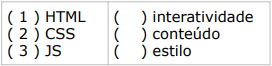 ( 1 ) HTML (    ) interatividade
( 2 ) CSS (    ) conteúdo
( 3 ) JS (    ) estilo